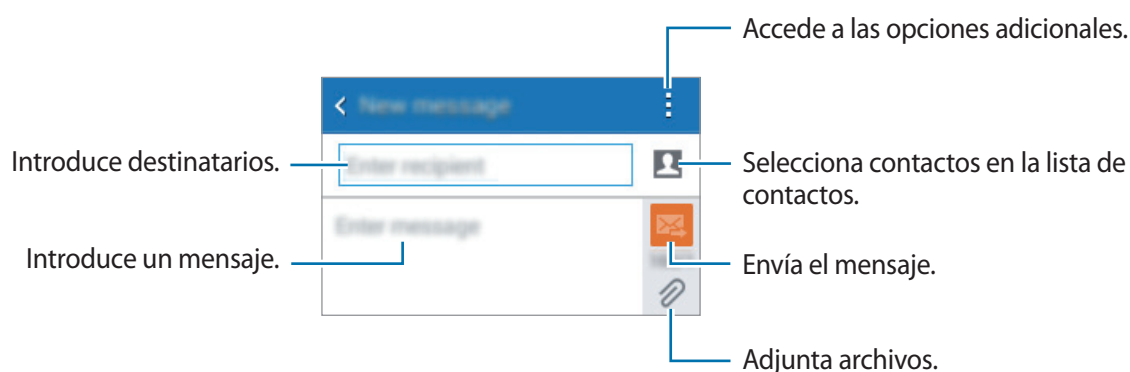 Accede a las opciones adicionales.
New message
Introduce destinatarios.
Enter recipient
Selecciona contactos en la lista de
contactos.
Enter message
Introduce un mensaje.
Envía el mensaje.
Adjunta archivos.